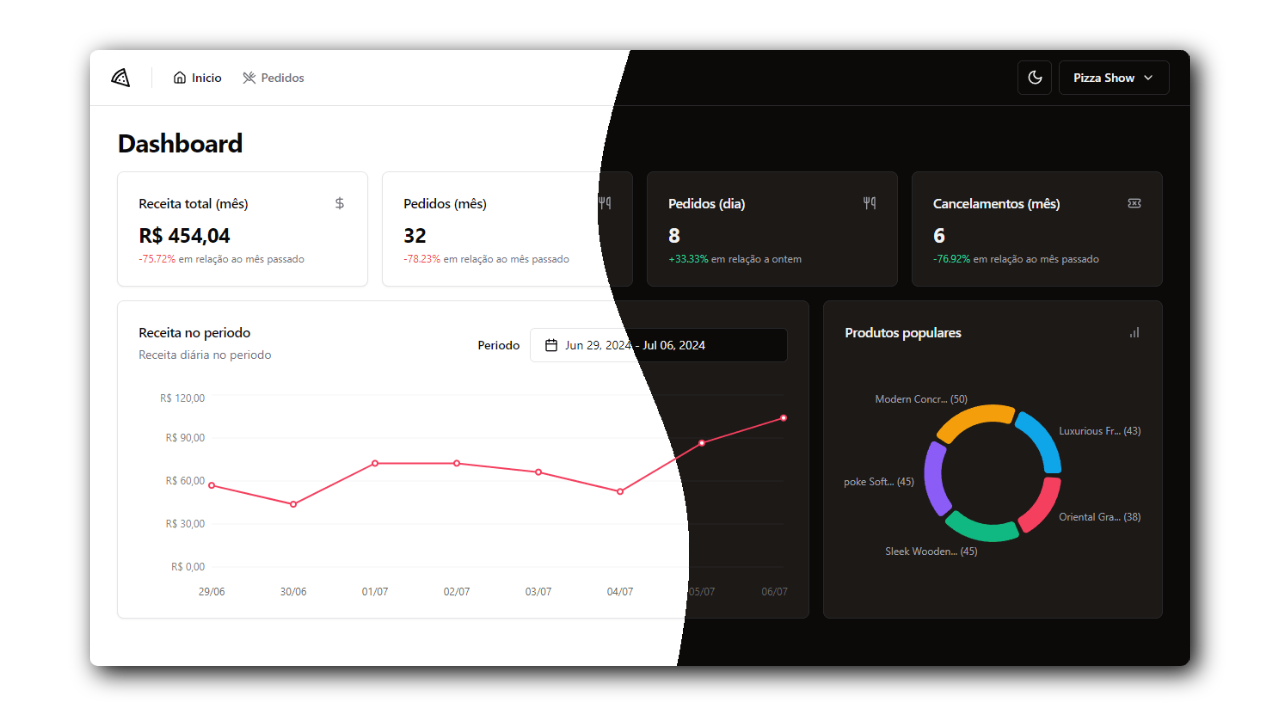 Inicio
Pedidos
Pizza Show
Dashboard
Receita total (mês)
$
R$ 454,04
-75.72% em relação ao mês passado
Pedidos (mês)
32
-78.23% em relação ao mês passado
Pedidos (dia)
8
+33.33% em relação a ontem
Cancelamentos (mês)
6
-76.92% em relação ao mês passado
Receita no periodo
Receita diária no periodo
Periodo
Jun 29, 2024 - Jul 06, 2024
R$ 120,00
R$ 90,00
R$ 60,00
R$ 30,00
R$ 0,00
29/06
30/06
01/07
02/07
03/07
04/07
05/07
06/07
Produtos populares
Modern Concr... (50)
Luxurious Fr... (43)
poke Soft... (45)
Oriental Gra... (38)
Sleek Wooden... (45)